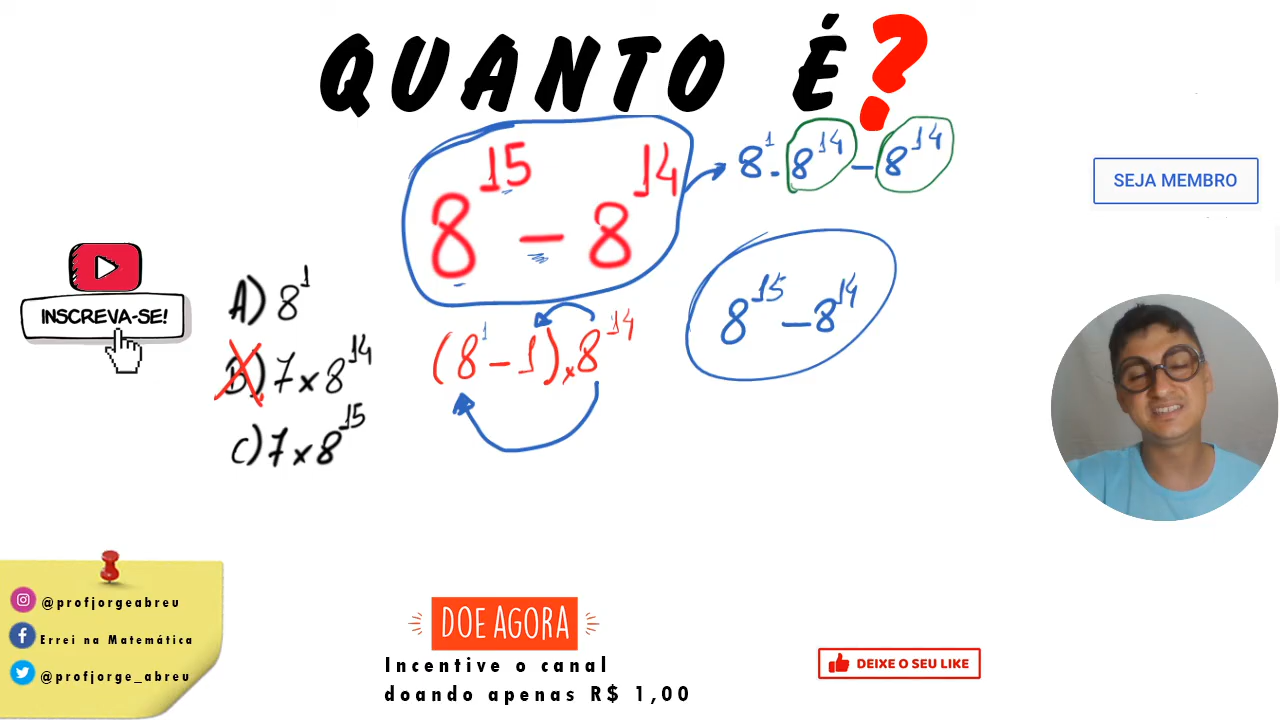 QUANTO É?
8^15 - 8^14
8^1 . 8^14 - 8^14
SEJA MEMBRO
INSCREVA-SE!
A) 8^1
B) 7 x 8^14
C) 7 x 8^15
(8^1 - 1) x 8^14
8^15 - 8^14
@profjorgeabreu
Errei na Matemática
@profjorge_abreu
DOE AGORA
Incentive o canal
doando apenas R$ 1,00
DEIXE O SEU LIKE